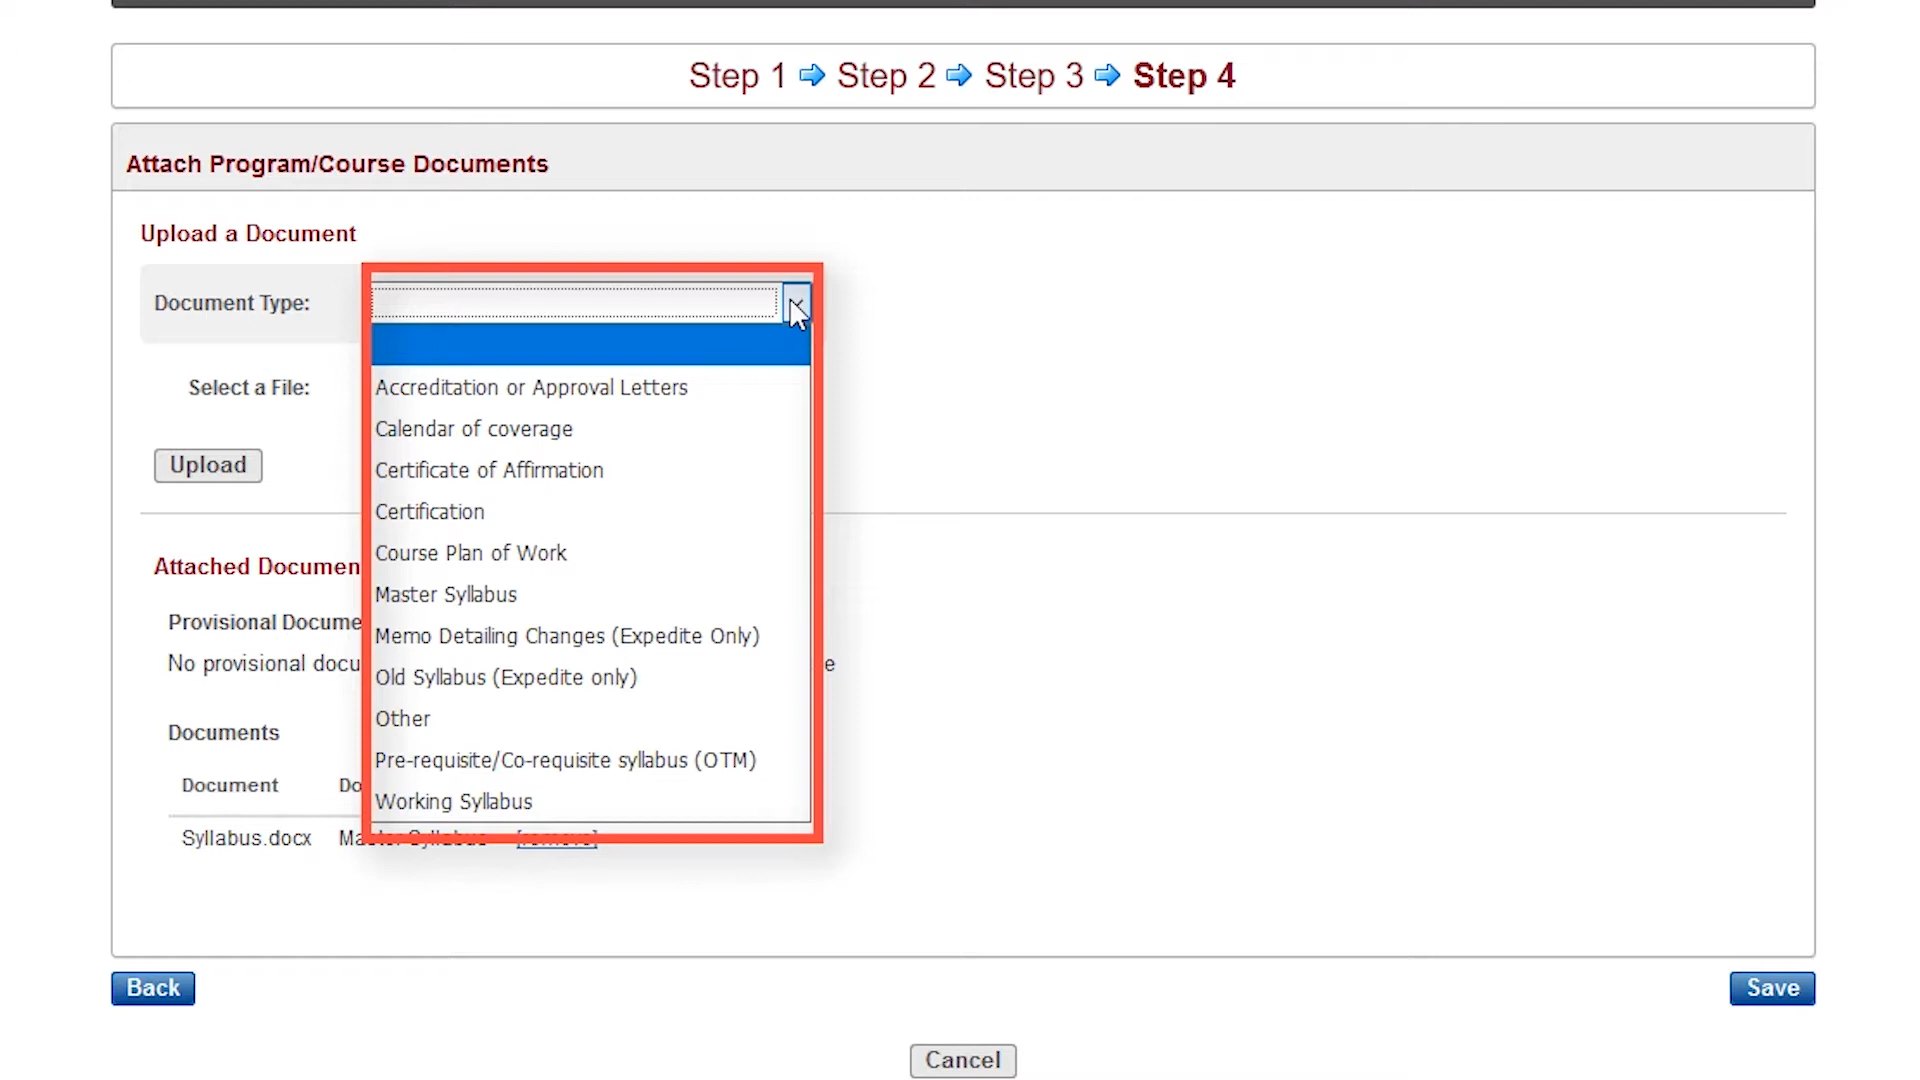 Step 1 Step 2 Step 3 Step 4
Attach Program/Course Documents
Upload a Document
Document Type:
Select a File:
Upload
Accreditation or Approval Letters
Calendar of coverage
Certificate of Affirmation
Certification
Course Plan of Work
Master Syllabus
Memo Detailing Changes (Expedite Only)
Old Syllabus (Expedite only)
Other
Pre-requisite/Co-requisite syllabus (OTM)
Working Syllabus
Attached Documen
Provisional Docume
No provisional docu e
Documents
Document Do
Syllabus.docx Master Syllabus [remove]
Back
Save
Cancel